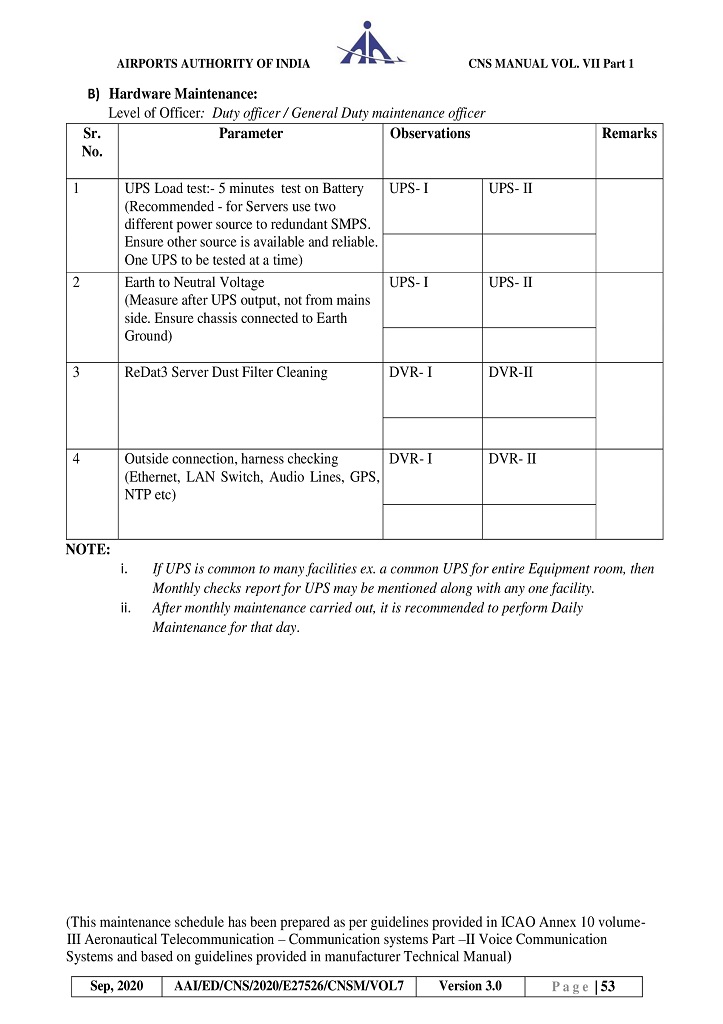 AIRPORTS AUTHORITY OF INDIA CNS MANUAL VOL. VII Part 1
B) Hardware Maintenance:
Level of Officer: Duty officer / General Duty maintenance officer
Sr. No. Parameter Observations Remarks
1 UPS Load test:- 5 minutes test on Battery UPS- I UPS- II
(Recommended - for Servers use two
different power source to redundant SMPS.
Ensure other source is available and reliable.
One UPS to be tested at a time)
2 Earth to Neutral Voltage UPS- I UPS- II
(Measure after UPS output, not from mains
side. Ensure chassis connected to Earth
Ground)
3 ReDat3 Server Dust Filter Cleaning DVR- I DVR-II
4 Outside connection, harness checking DVR- I DVR- II
(Ethernet, LAN Switch, Audio Lines, GPS,
NTP etc)
NOTE:
i. If UPS is common to many facilities ex. a common UPS for entire Equipment room, then
Monthly checks report for UPS may be mentioned along with any one facility.
ii. After monthly maintenance carried out, it is recommended to perform Daily
Maintenance for that day.
(This maintenance schedule has been prepared as per guidelines provided in ICAO Annex 10 volume-
III Aeronautical Telecommunication – Communication systems Part –II Voice Communication
Systems and based on guidelines provided in manufacturer Technical Manual)
Sep, 2020 AAI/ED/CNS/2020/E27526/CNSM/VOL7 Version 3.0 Page | 53